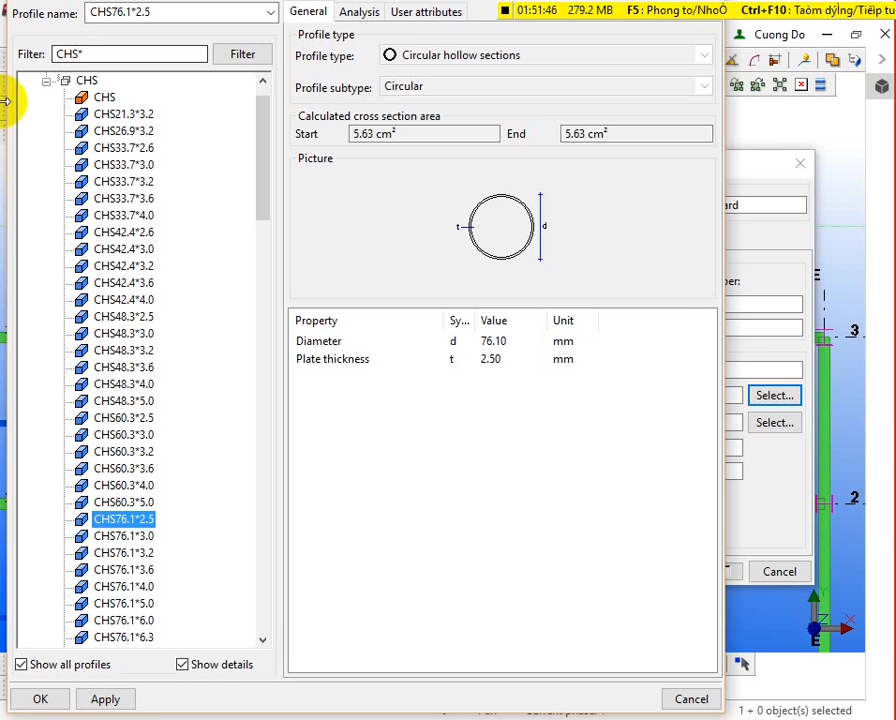 Profile name: CHS76.1*2.5
Filter: CHS* Filter
CHS
CHS
CHS21.3*3.2
CHS26.9*3.2
CHS33.7*2.6
CHS33.7*3.0
CHS33.7*3.2
CHS33.7*3.6
CHS33.7*4.0
CHS42.4*2.6
CHS42.4*3.0
CHS42.4*3.2
CHS42.4*3.6
CHS42.4*4.0
CHS48.3*2.5
CHS48.3*3.0
CHS48.3*3.2
CHS48.3*3.6
CHS48.3*4.0
CHS48.3*5.0
CHS60.3*2.5
CHS60.3*3.0
CHS60.3*3.2
CHS60.3*3.6
CHS60.3*4.0
CHS60.3*5.0
CHS76.1*2.5
CHS76.1*3.0
CHS76.1*3.2
CHS76.1*3.6
CHS76.1*4.0
CHS76.1*5.0
CHS76.1*6.0
CHS76.1*6.3
Show all profiles Show details
OK Apply Cancel
General Analysis User attributes
Profile type
Profile type: Circular hollow sections
Profile subtype: Circular
Calculated cross section area
Start 5.63 cm² End 5.63 cm²
Picture
t d
Property Sy... Value Unit
Diameter d 76.10 mm
Plate thickness t 2.50 mm
01:51:46 279.2 MB F5 : Phong to/NhoÒ Ctrl+F10 : Taòm dýÌng/Tiêìp tu
Cuong Do
ard
E
ber:
3
Select...
Select...
2
Cancel
Z X
E
1 + 0 object(s) selected